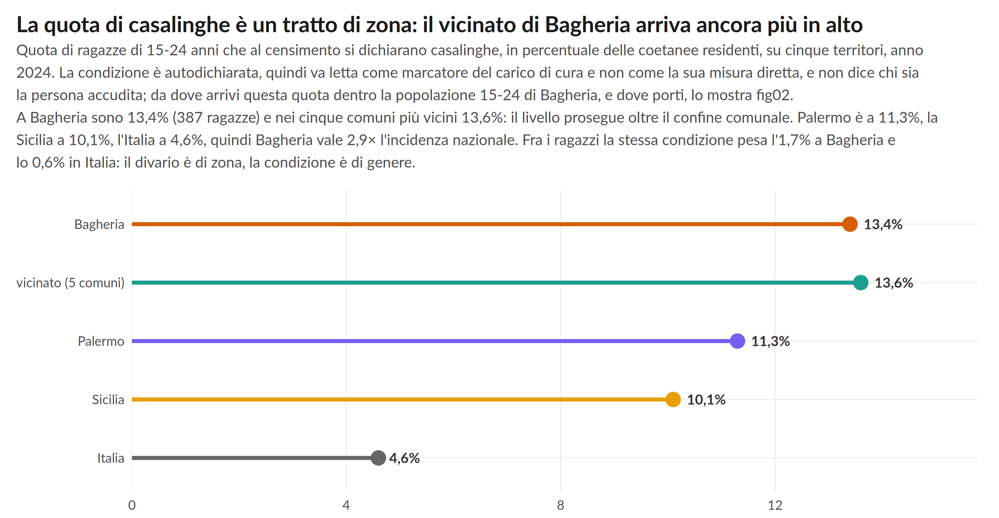 La quota di casalinghe è un tratto di zona: il vicinato di Bagheria arriva ancora più in alto
Quota di ragazze di 15-24 anni che al censimento si dichiarano casalinghe, in percentuale delle coetanee residenti, su cinque territori, anno
2024. La condizione è autodichiarata, quindi va letta come marcatore del carico di cura e non come la sua misura diretta, e non dice chi sia
la persona accudita; da dove arrivi questa quota dentro la popolazione 15-24 di Bagheria, e dove porti, lo mostra fig02.
A Bagheria sono 13,4% (387 ragazze) e nei cinque comuni più vicini 13,6%: il livello prosegue oltre il confine comunale. Palermo è a 11,3%, la
Sicilia a 10,1%, l'Italia a 4,6%, quindi Bagheria vale 2,9× l'incidenza nazionale. Fra i ragazzi la stessa condizione pesa l'1,7% a Bagheria e
lo 0,6% in Italia: il divario è di zona, la condizione è di genere.
Bagheria 13,4%
vicinato (5 comuni) 13,6%
Palermo 11,3%
Sicilia 10,1%
Italia 4,6%
0 4 8 12